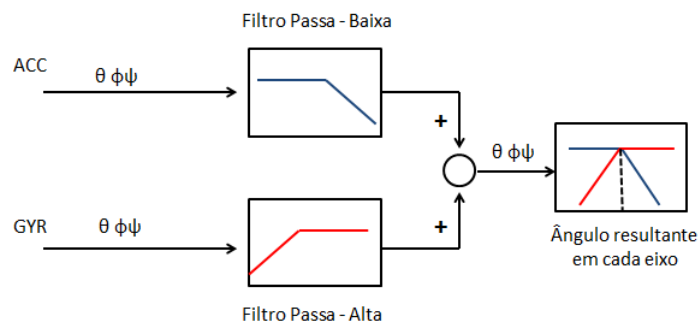 Filtro Passa - Baixa
ACC
θ ϕψ
+
θ ϕψ
GYR
θ ϕψ
+
Filtro Passa - Alta
Ângulo resultante
em cada eixo